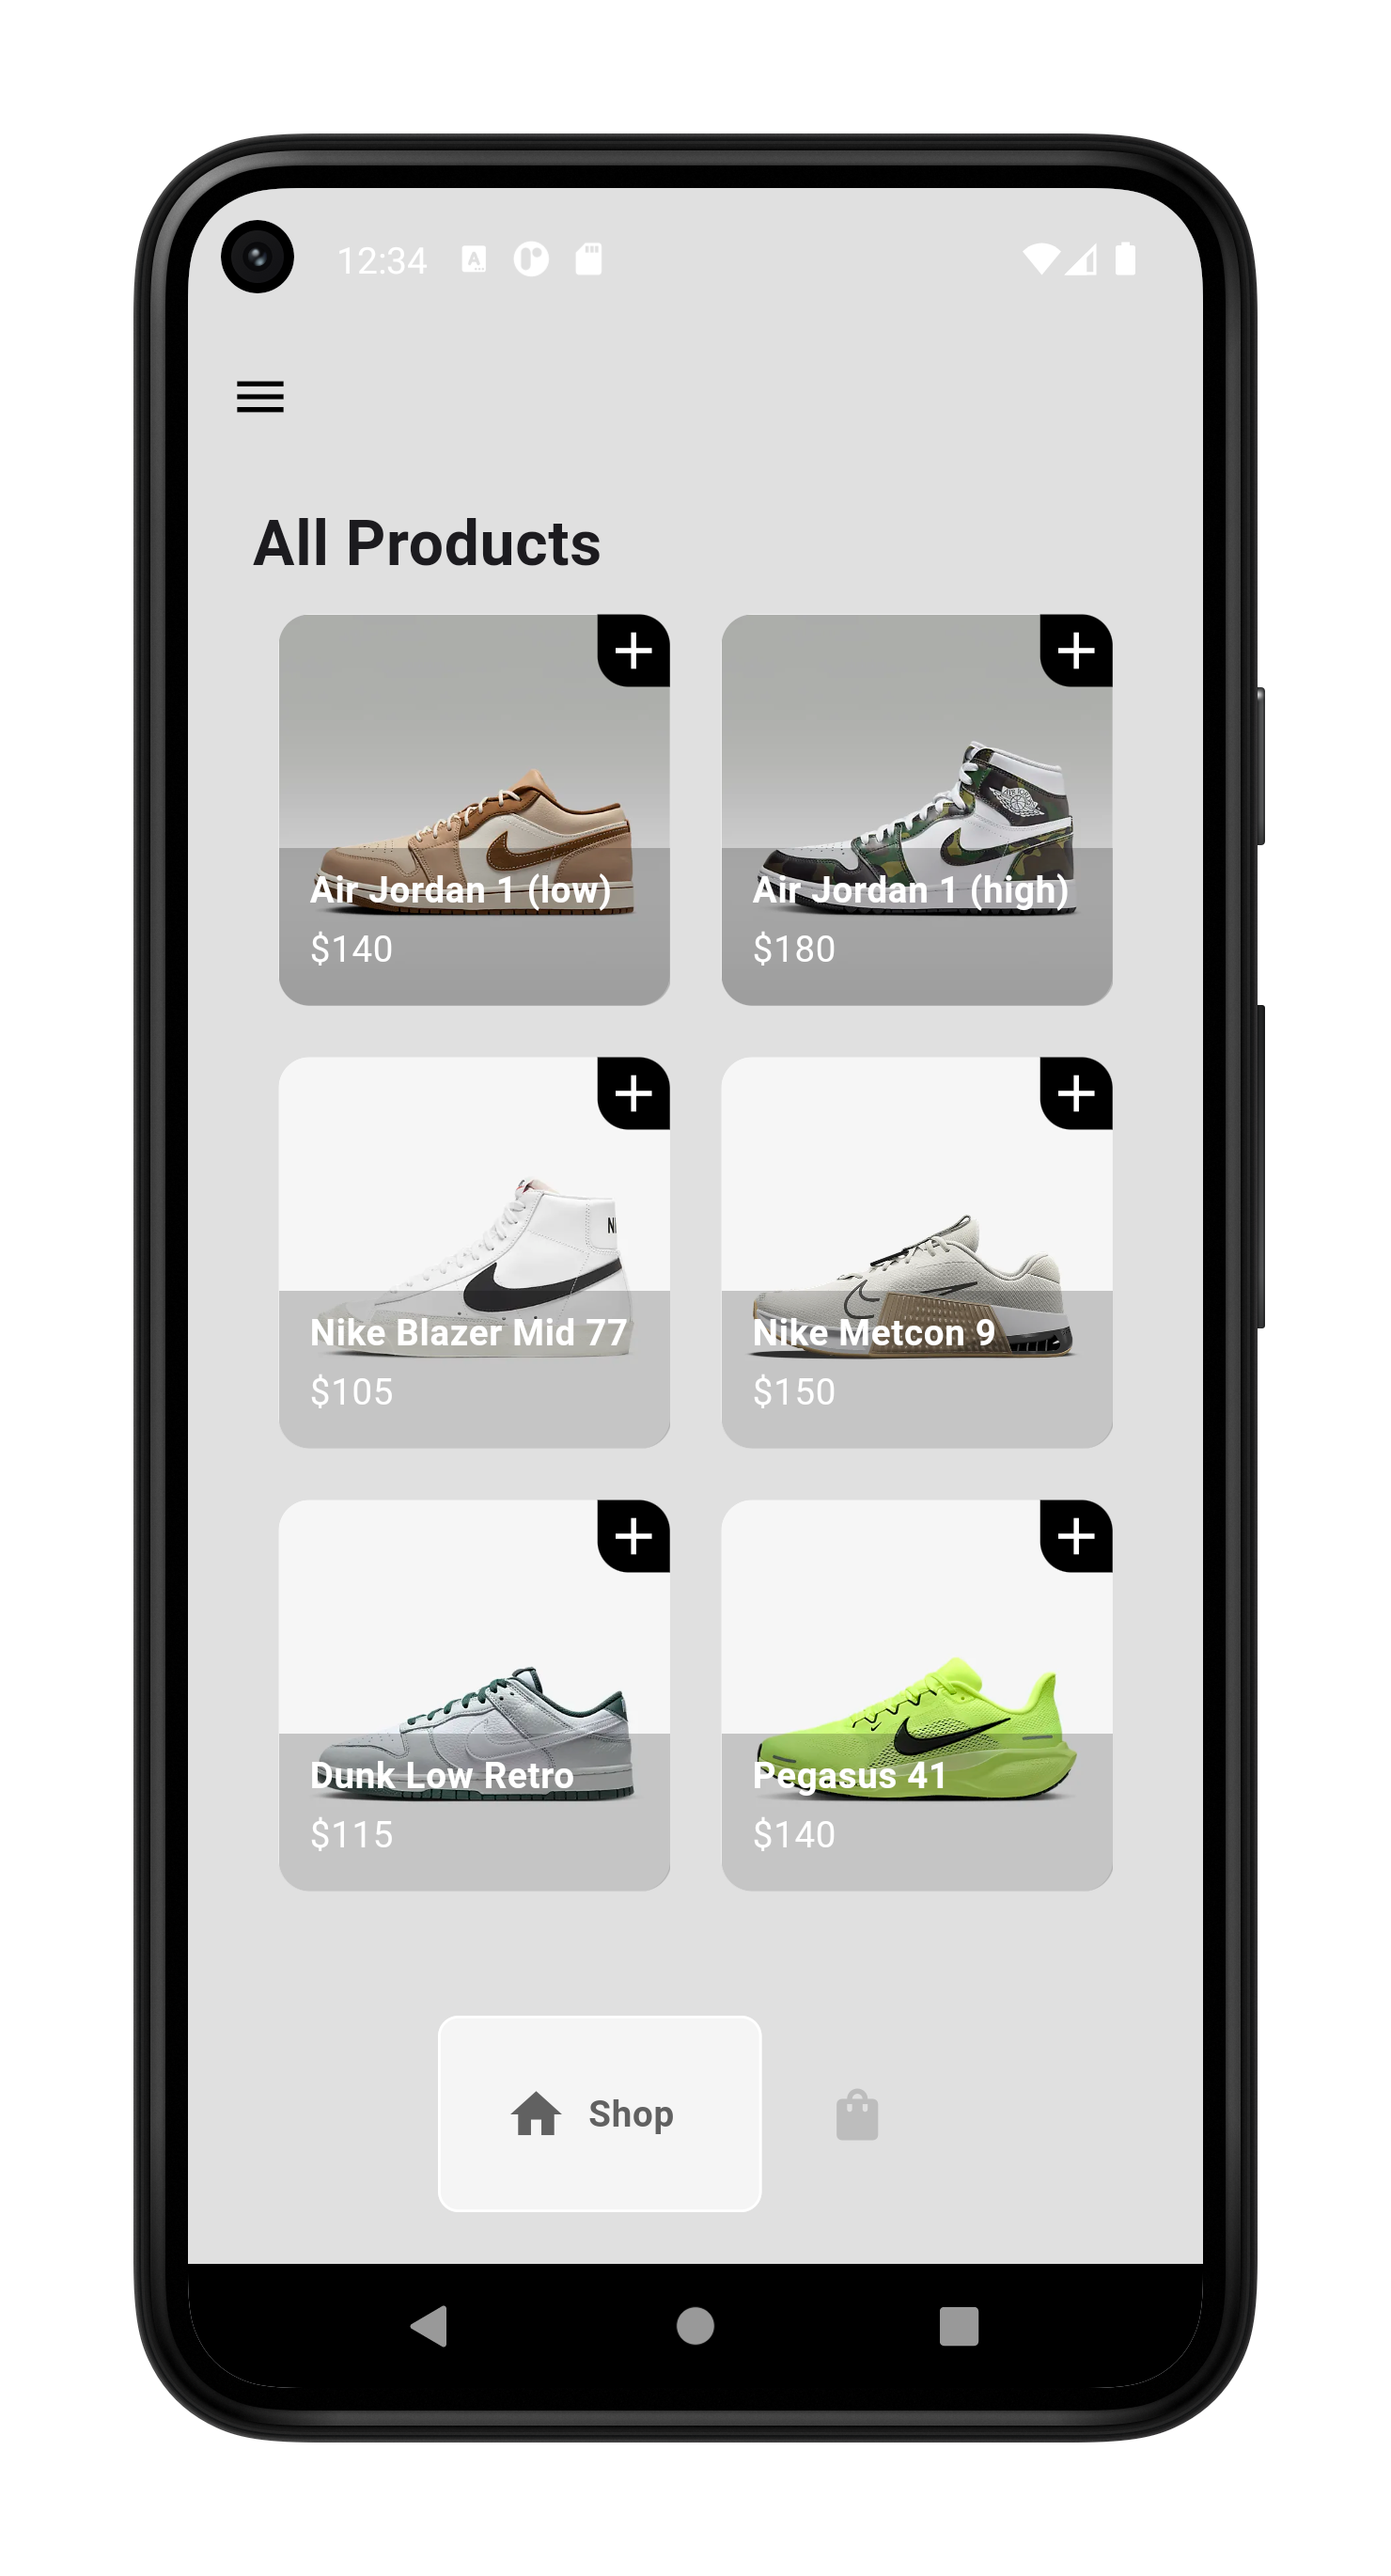 12:34
All Products
Air Jordan 1 (low)
$140
Air Jordan 1 (high)
$180
Nike Blazer Mid 77
$105
Nike Metcon 9
$150
Dunk Low Retro
$115
Pegasus 41
$140
Shop